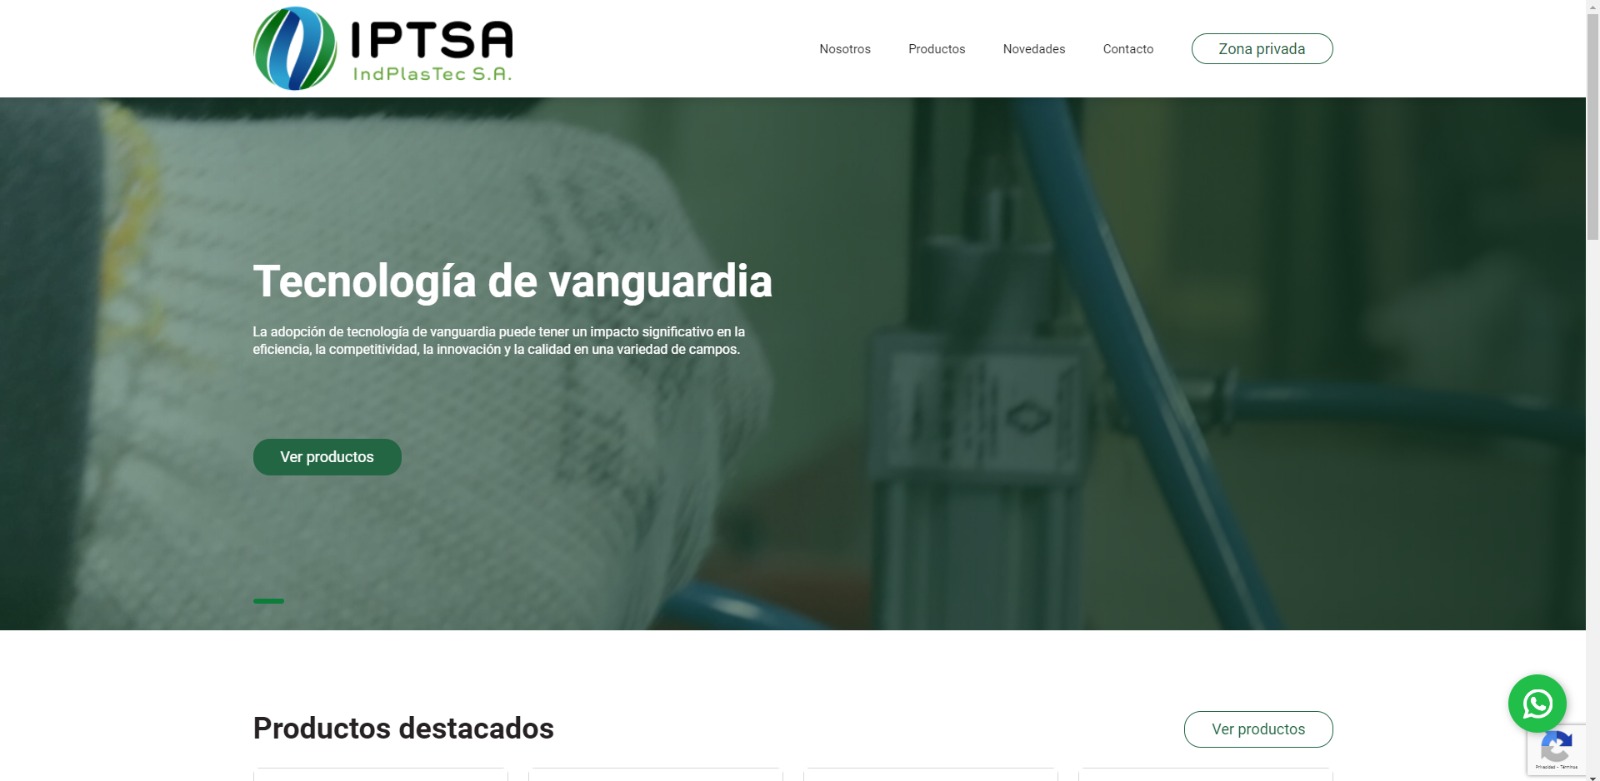 IPTSA
IndPlasTec S.A.
Nosotros
Productos
Novedades
Contacto
Zona privada
Tecnología de vanguardia
La adopción de tecnología de vanguardia puede tener un impacto significativo en la
eficiencia, la competitividad, la innovación y la calidad en una variedad de campos.
Ver productos
Productos destacados
Ver productos
Privacidad - Términos